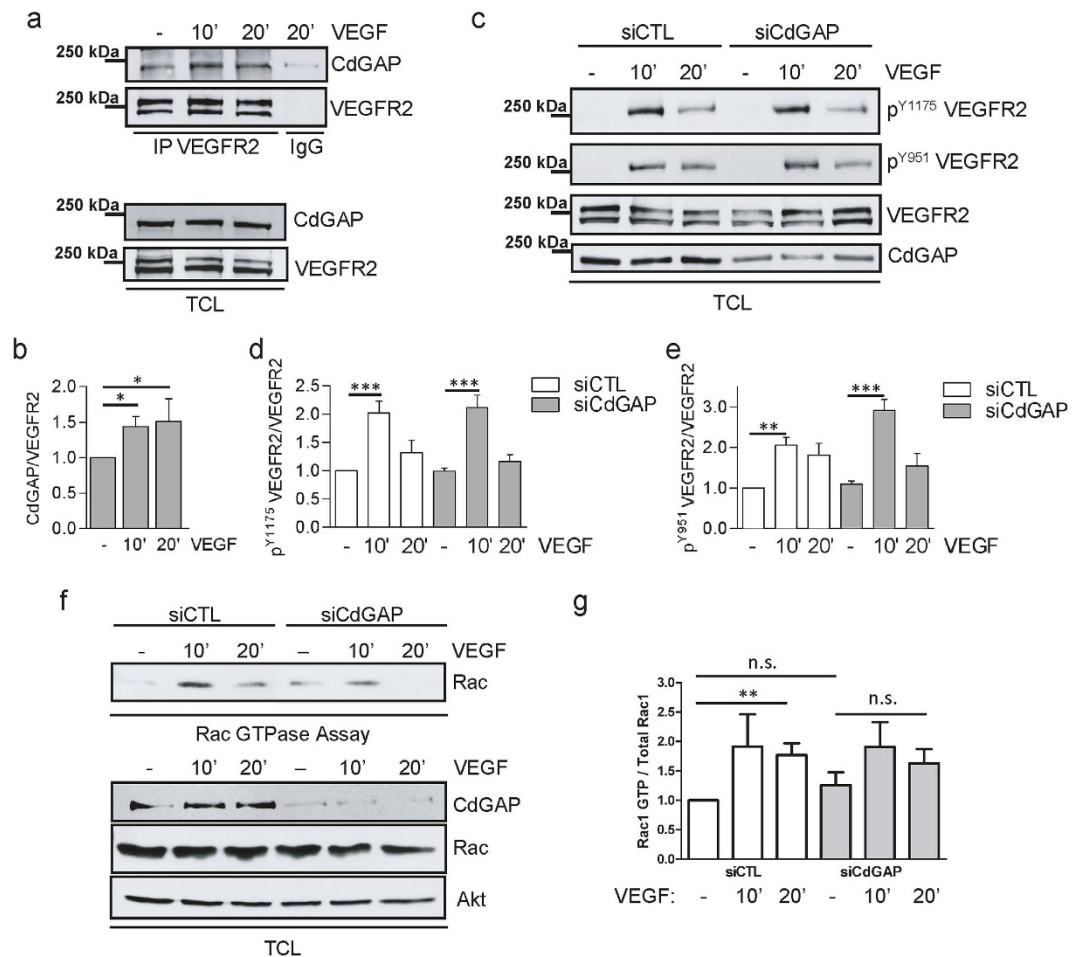 a
- 10' 20' 20' VEGF
250 kDa CdGAP
250 kDa VEGFR2
IP VEGFR2 IgG
250 kDa CdGAP
250 kDa VEGFR2
TCL
c
siCTL siCdGAP
- 10' 20' - 10' 20' VEGF
250 kDa pY1175 VEGFR2
250 kDa pY951 VEGFR2
VEGFR2
250 kDa CdGAP
TCL
b
CdGAP/VEGFR2
2.0
1.5
1.0
0.5
0.0
* 
*
- 10' 20' VEGF
d
pY1175 VEGFR2/VEGFR2
2.5
2.0
1.5
1.0
0.5
0.0
*** ***
siCTL
siCdGAP
- 10' 20' - 10' 20' VEGF
e
pY951 VEGFR2/VEGFR2
3.0
2.0
1.0
0.0
** ***
siCTL
siCdGAP
- 10' 20' - 10' 20'
f
siCTL siCdGAP
- 10' 20' – 10' 20' VEGF
Rac
Rac GTPase Assay
- 10' 20' – 10' 20' VEGF
CdGAP
Rac
Akt
TCL
g
Rac1 GTP / Total Rac1
3.0
2.5
2.0
1.5
1.0
0.5
0.0
n.s.
** n.s.
siCTL siCdGAP
VEGF: - 10' 20' - 10' 20'